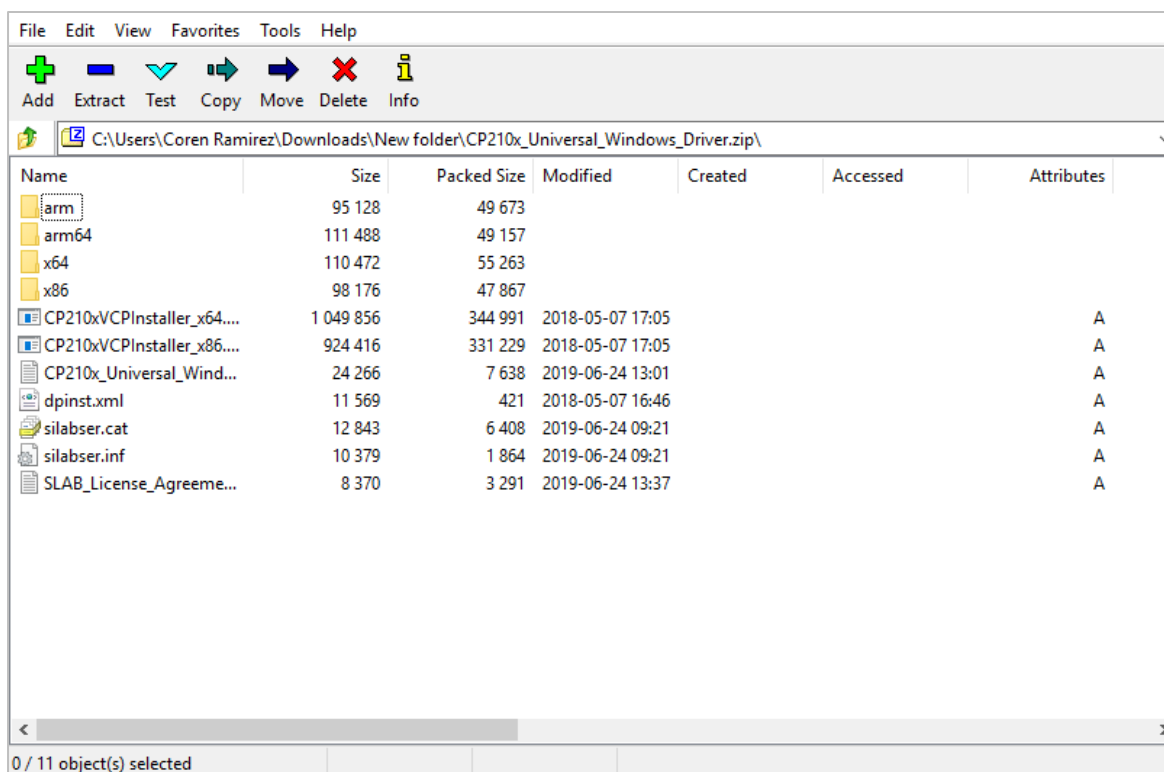 File Edit View Favorites Tools Help
Add Extract Test Copy Move Delete Info
C:\Users\Coren Ramirez\Downloads\New folder\CP210x_Universal_Windows_Driver.zip\
Name Size Packed Size Modified Created Accessed Attributes
arm 95 128 49 673
arm64 111 488 49 157
x64 110 472 55 263
x86 98 176 47 867
CP210xVCPInstaller_x64.... 1 049 856 344 991 2018-05-07 17:05 A
CP210xVCPInstaller_x86.... 924 416 331 229 2018-05-07 17:05 A
CP210x_Universal_Wind... 24 266 7 638 2019-06-24 13:01 A
dpinst.xml 11 569 421 2018-05-07 16:46 A
silabser.cat 12 843 6 408 2019-06-24 09:21 A
silabser.inf 10 379 1 864 2019-06-24 09:21 A
SLAB_License_Agreeme... 8 370 3 291 2019-06-24 13:37 A
0 / 11 object(s) selected